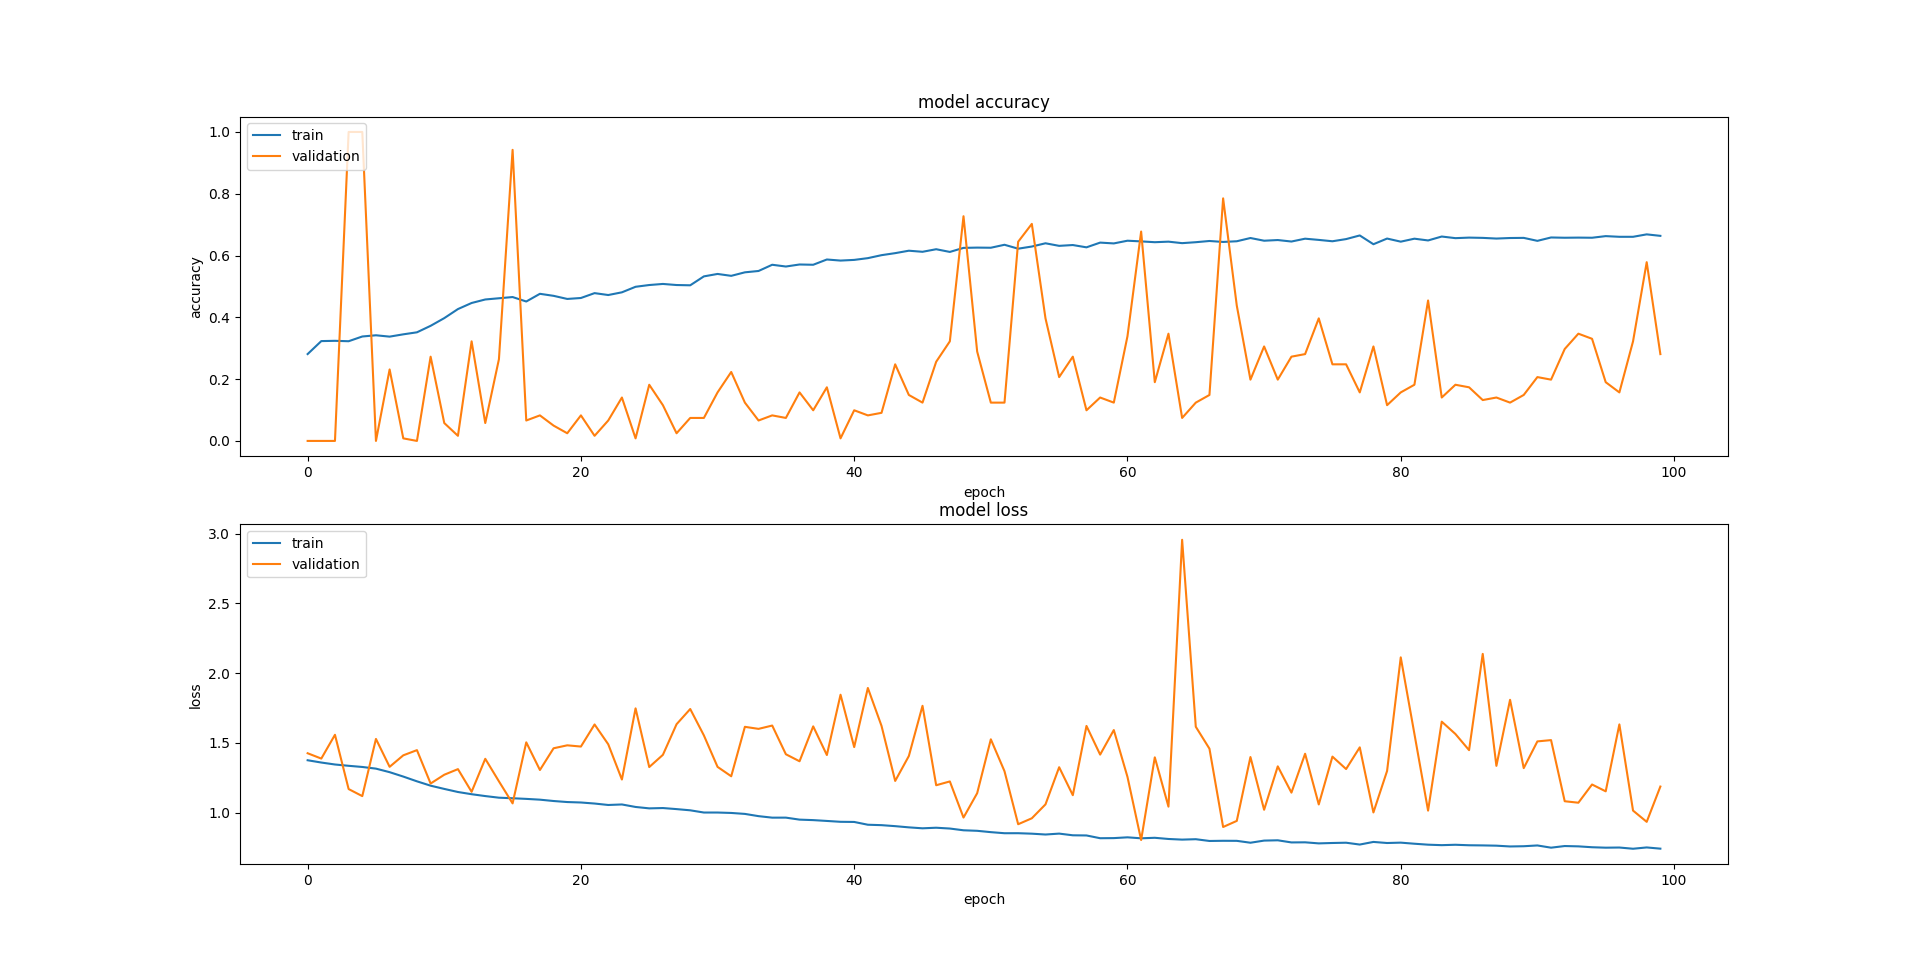 model accuracy
train
validation
accuracy
1.0
0.8
0.6
0.4
0.2
0.0
0 20 40 60 80 100
epoch
model loss
train
validation
loss
3.0
2.5
2.0
1.5
1.0
0 20 40 60 80 100
epoch